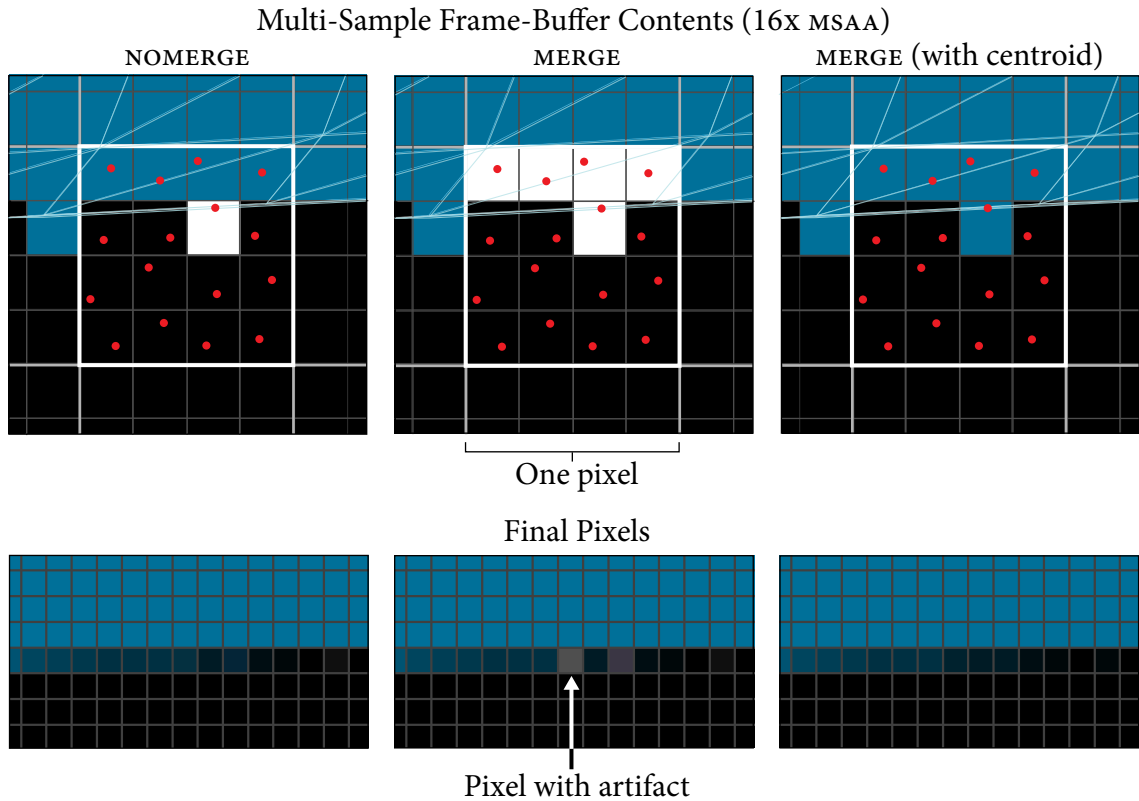 Multi-Sample Frame-Buffer Contents (16x MSAA)
NOMERGE
MERGE
MERGE (with centroid)
One pixel
Final Pixels
Pixel with artifact